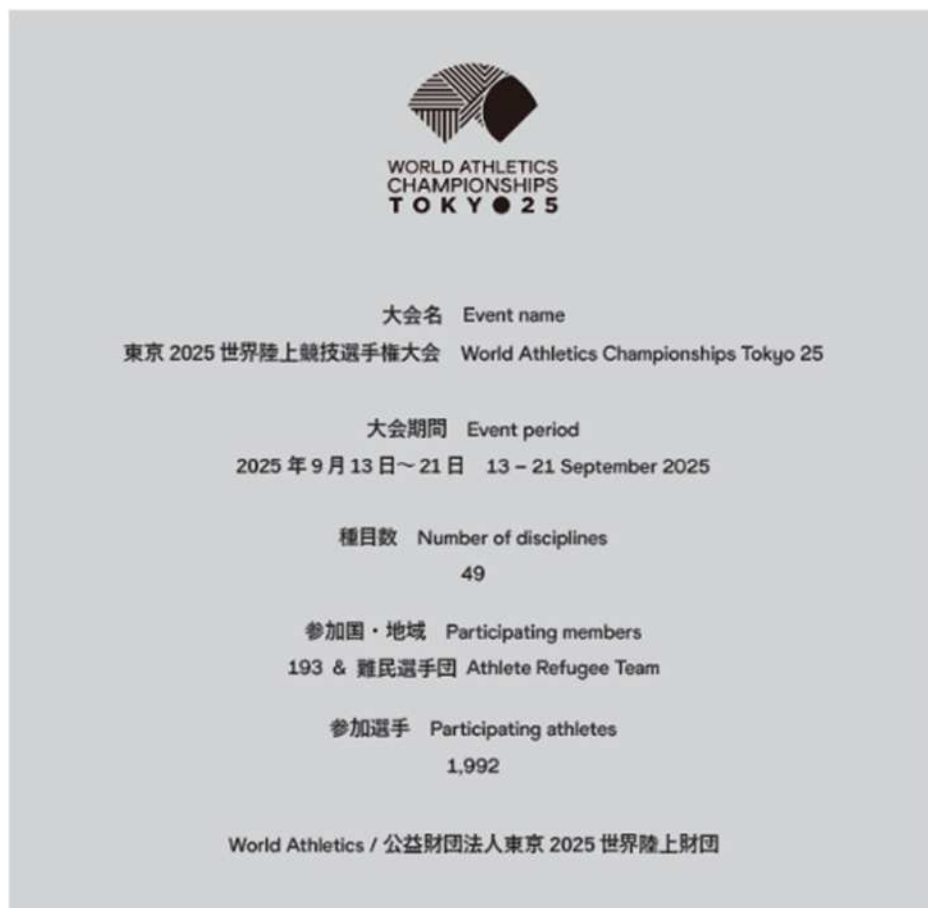 WORLD ATHLETICS
CHAMPIONSHIPS
TOKYO25
大会名 Event name
東京 2025 世界陸上競技選手権大会 World Athletics Championships Tokyo 25
大会期間 Event period
2025 年 9 月 13 日～ 21 日 13 – 21 September 2025
種目数 Number of disciplines
49
参加国・地域 Participating members
193 & 難民選手団 Athlete Refugee Team
参加選手 Participating athletes
1,992
World Athletics / 公益財団法人東京 2025 世界陸上財団